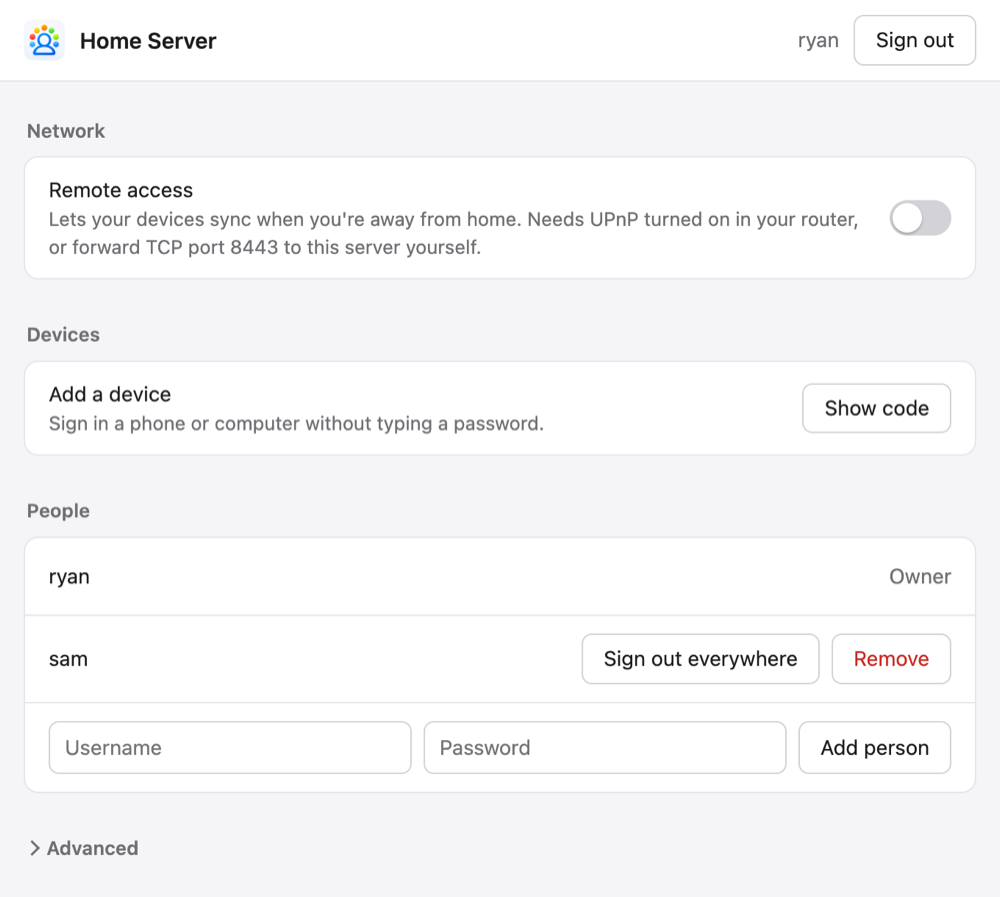 Home Server
ryan
Sign out
Network
Remote access
Lets your devices sync when you're away from home. Needs UPnP turned on in your router,
or forward TCP port 8443 to this server yourself.
Devices
Add a device
Sign in a phone or computer without typing a password.
Show code
People
ryan
Owner
sam
Sign out everywhere
Remove
Username
Password
Add person
Advanced